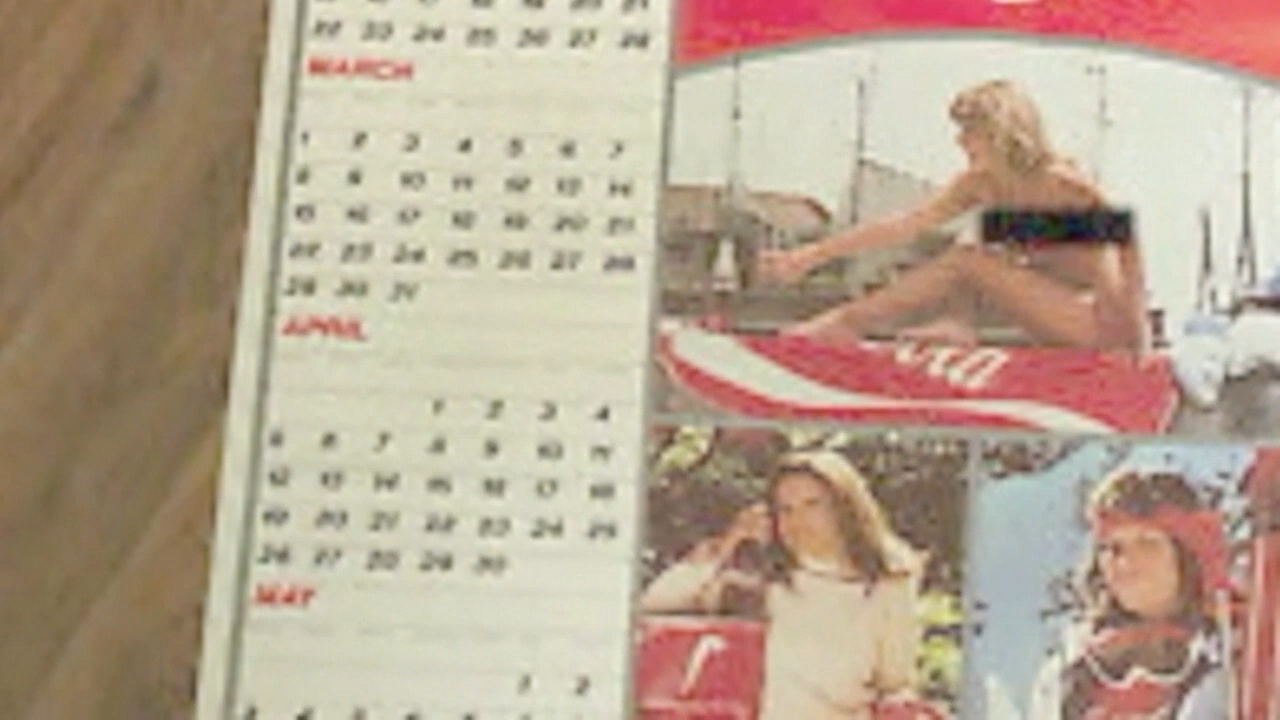 22 23 24 25 26 27 28
MARCH
1 2 3 4 5 6 7
8 9 10 11 12 13 14
15 16 17 18 19 20 21
22 23 24 25 26 27 28
29 30 31
APRIL
1 2 3 4
5 6 7 8 9 10 11
12 13 14 15 16 17 18
19 20 21 22 23 24 25
26 27 28 29 30
MAY
1 2